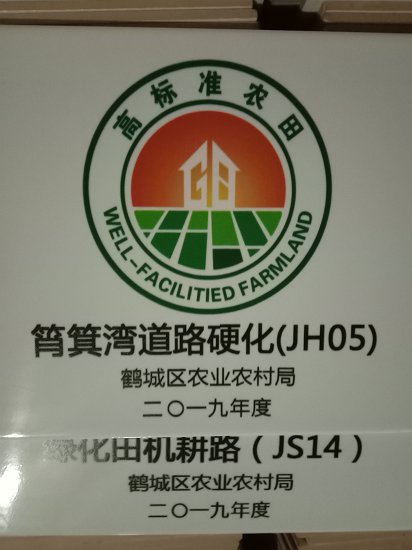 高标准农田
WELL-FACILITIED FARMLAND
筲箕湾道路硬化(JH05)
鹤城区农业农村局
二〇一九年度
化田机耕路（JS14）
鹤城区农业农村局
二〇一九年度